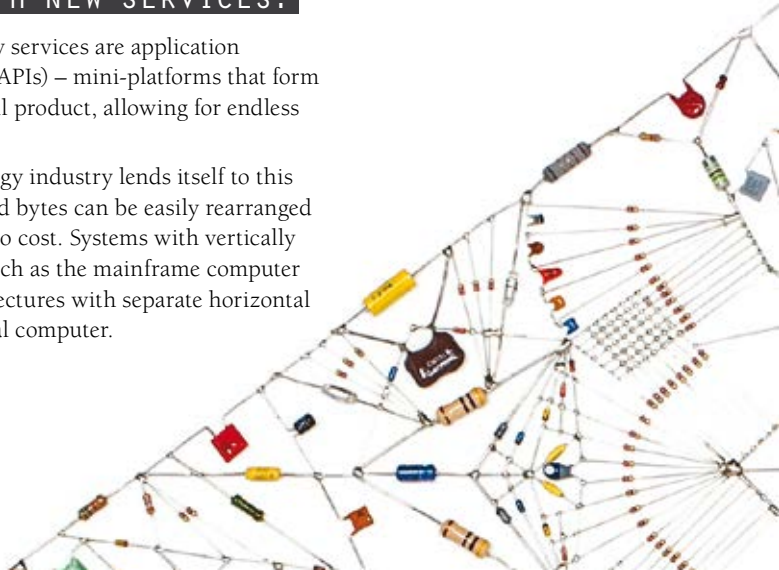 H NEW SERVICES.
y services are application
APIs) – mini-platforms that form
l product, allowing for endless
gy industry lends itself to this
d bytes can be easily rearranged
o cost. Systems with vertically
ch as the mainframe computer
ectures with separate horizontal
al computer.